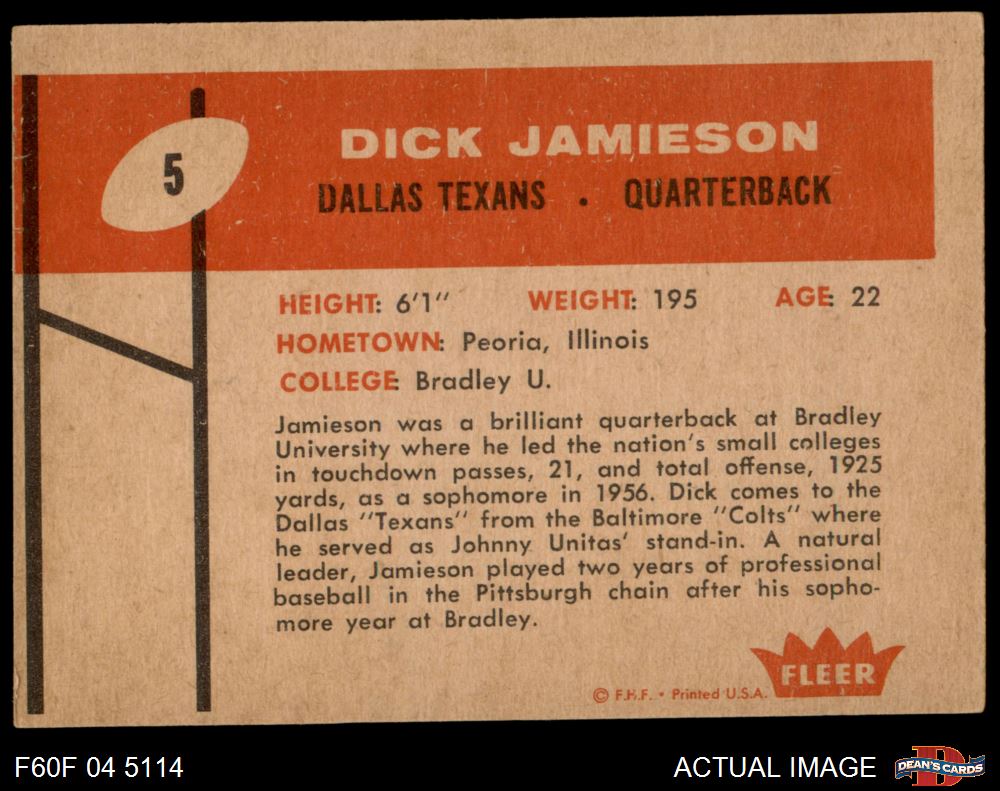 5
DICK JAMIESON
DALLAS TEXANS . QUARTERBACK
HEIGHT: 6'1" WEIGHT: 195 AGE: 22
HOMETOWN: Peoria, Illinois
COLLEGE: Bradley U.
Jamieson was a brilliant quarterback at Bradley
University where he led the nation's small colleges
in touchdown passes, 21, and total offense, 1925
yards, as a sophomore in 1956. Dick comes to the
Dallas "Texans" from the Baltimore "Colts" where
he served as Johnny Unitas' stand-in. A natural
leader, Jamieson played two years of professional
baseball in the Pittsburgh chain after his sopho-
more year at Bradley.
FLEER
© F.H.F. • Printed U.S.A.
F60F 04 5114 ACTUAL IMAGE
DEAN'S CARDS